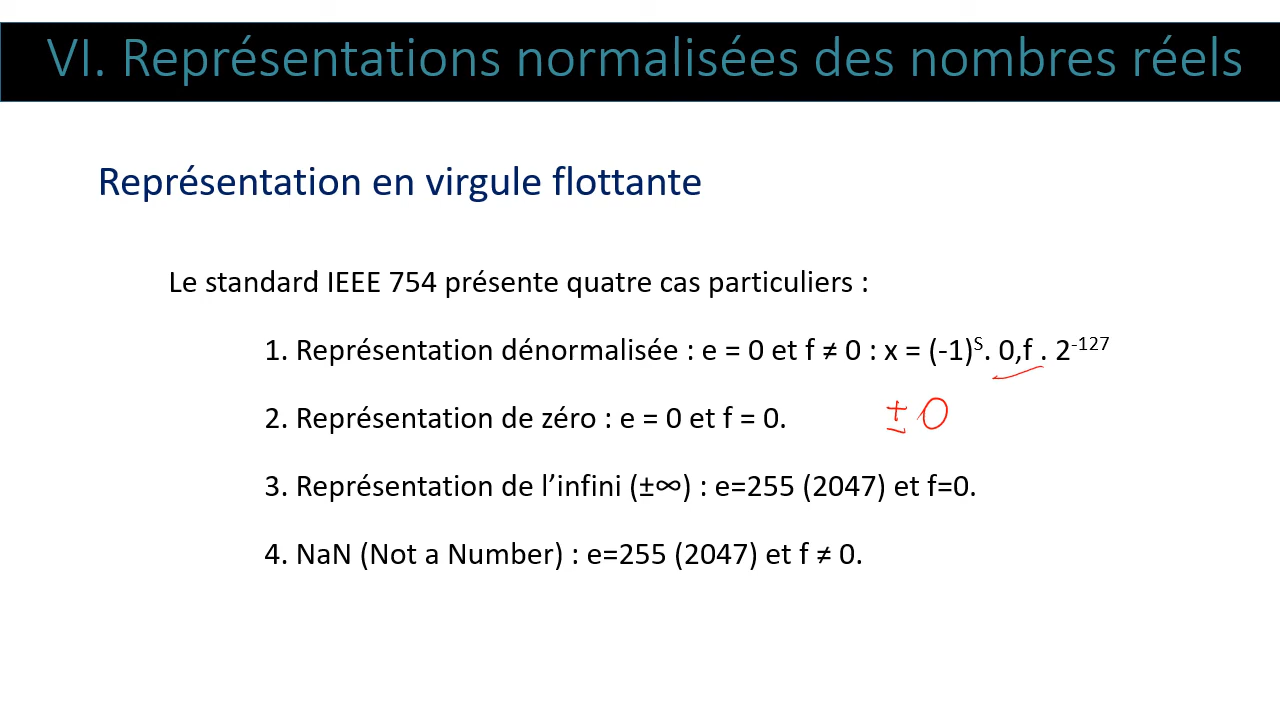 VI. Représentations normalisées des nombres réels
Représentation en virgule flottante
Le standard IEEE 754 présente quatre cas particuliers :
1. Représentation dénormalisée : e = 0 et f ≠ 0 : x = (-1)^S. 0,f . 2^-127
2. Représentation de zéro : e = 0 et f = 0. ± 0
3. Représentation de l’infini (±∞) : e=255 (2047) et f=0.
4. NaN (Not a Number) : e=255 (2047) et f ≠ 0.